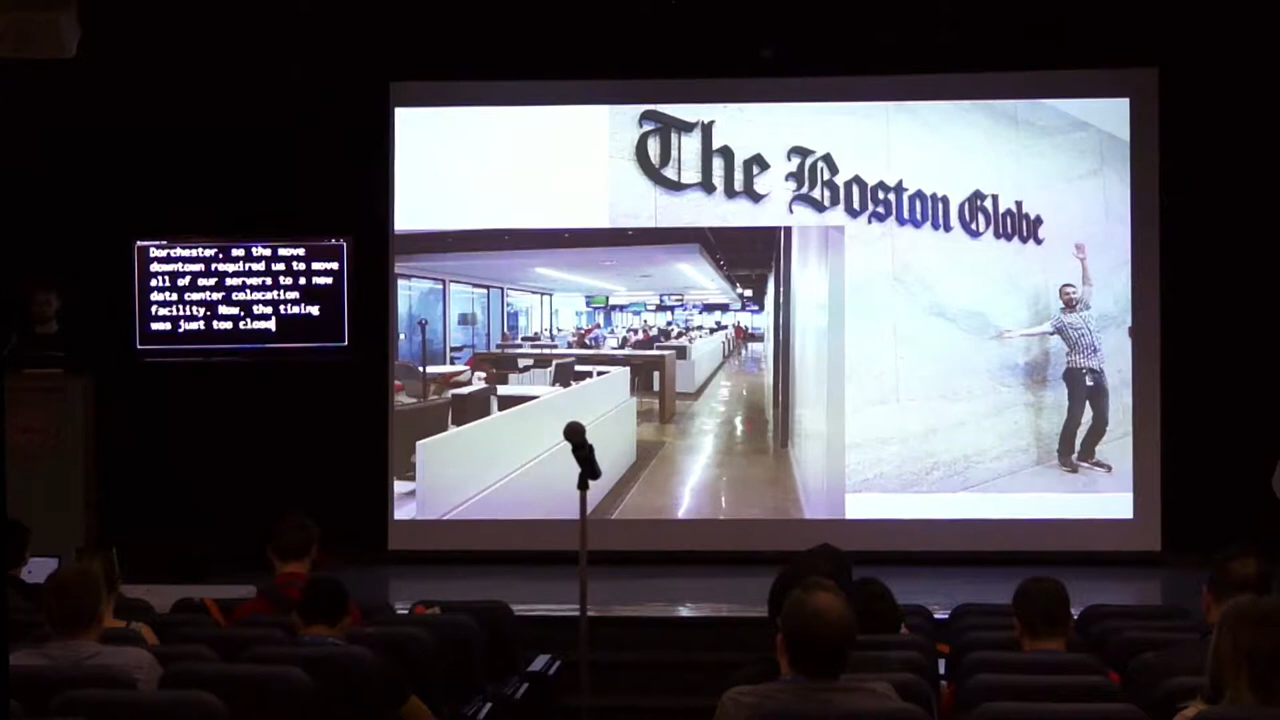 Dorchester, so the move
downtown required us to move
all of our servers to a new
data center colocation
facility. Now, the timing
was just too close
The Boston Globe